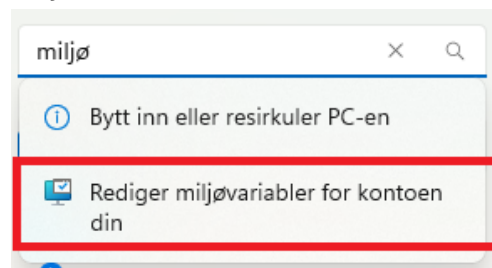 miljø
Bytt inn eller resirkuler PC-en
Rediger miljøvariabler for kontoen
din